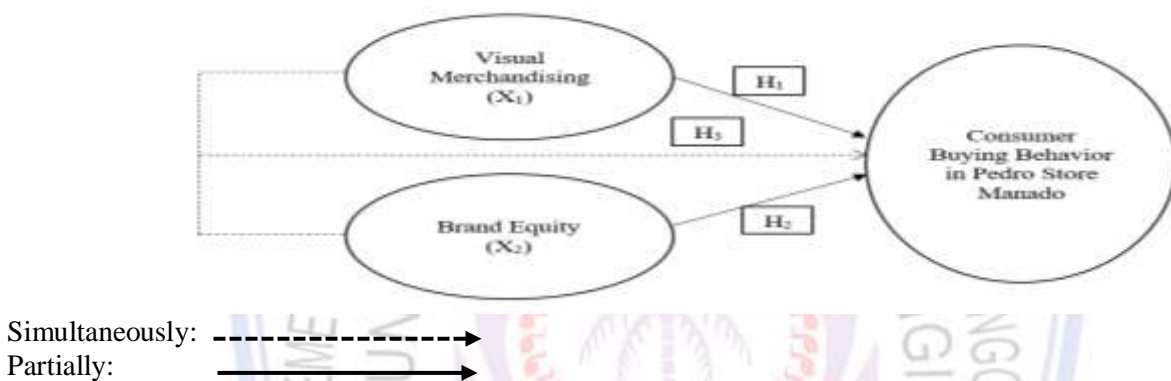 Visual
Merchandising
(X₁)
H₁
H₃
Consumer
Buying Behavior
in Pedro Store
Manado
Brand Equity
(X₂)
H₂
Simultaneously:
Partially: